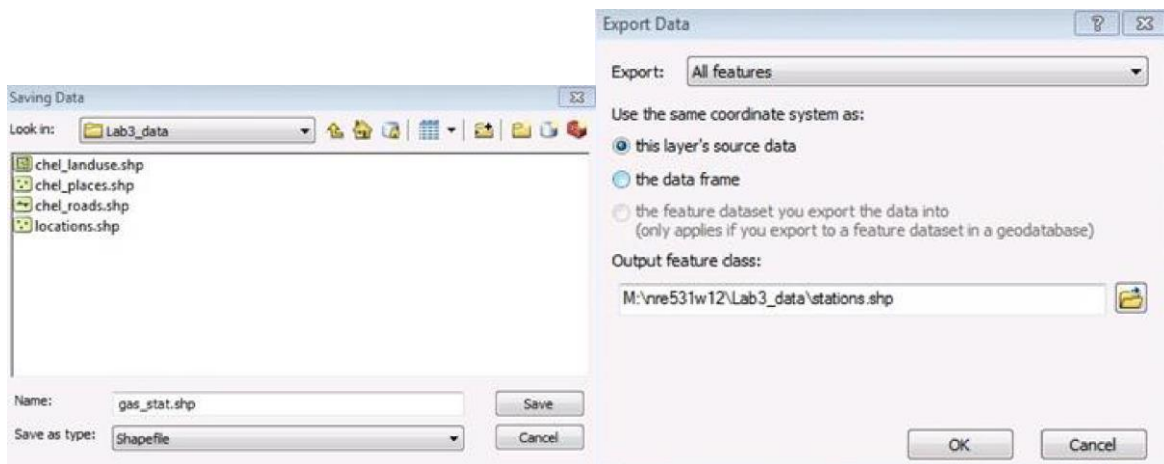 Saving Data
Look in: Lab3_data
chel_landuse.shp
chel_places.shp
chel_roads.shp
locations.shp
Name: gas_stat.shp Save
Save as type: Shapefile Cancel
Export Data
Export: All features
Use the same coordinate system as:
this layer's source data
the data frame
the feature dataset you export the data into
(only applies if you export to a feature dataset in a geodatabase)
Output feature class:
M:\nre531w12\Lab3_data\stations.shp
OK Cancel